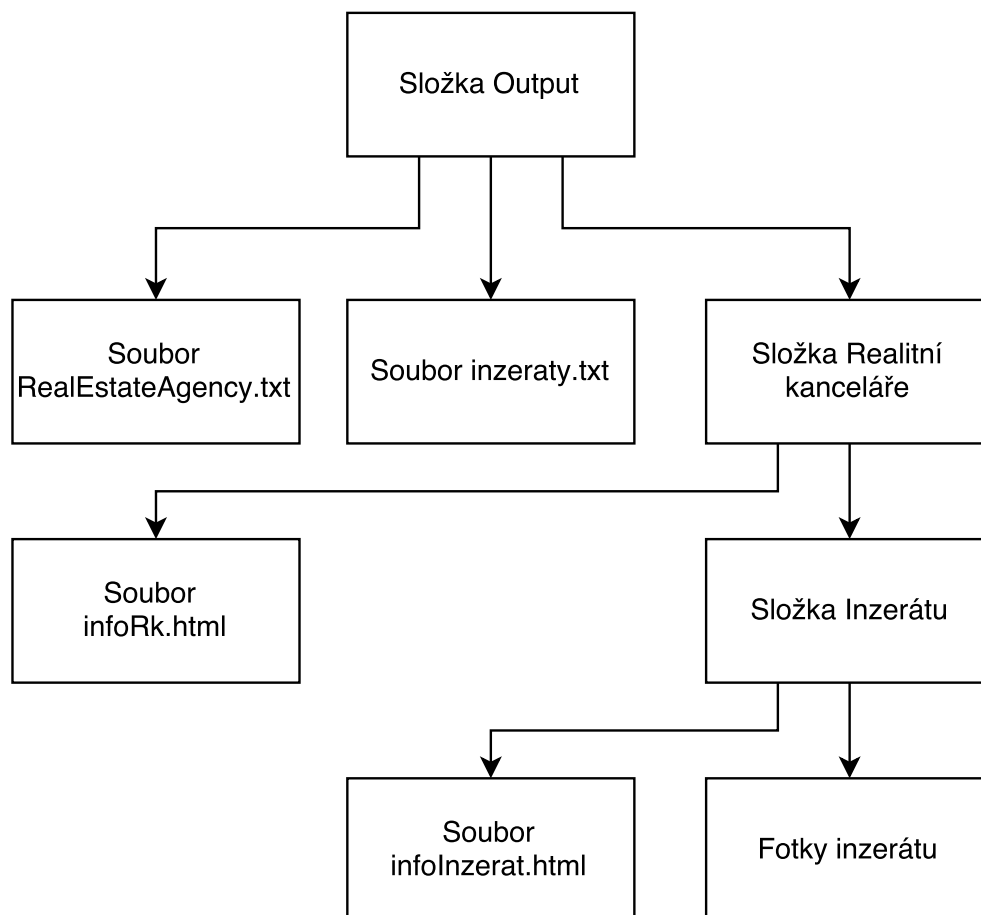 Složka Output
Soubor
RealEstateAgency.txt
Soubor inzeraty.txt
Složka Realitní
kanceláře
Soubor
infoRk.html
Složka Inzerátu
Soubor
infoInzerat.html
Fotky inzerátu